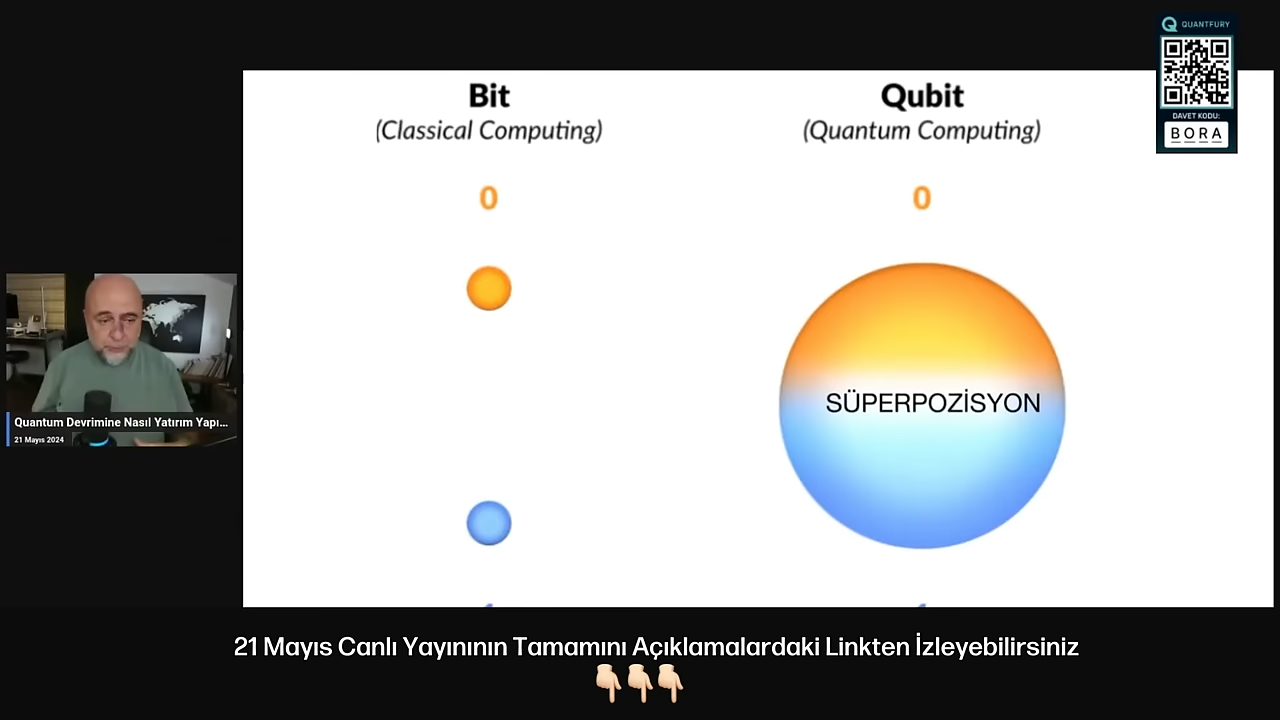 QUANTFURY
DAVET KODU:
BORA
Bit
(Classical Computing)
0
Qubit
(Quantum Computing)
0
SÜPERPOZİSYON
Quantum Devrimine Nasıl Yatırım Yapı...
21 Mayıs 2024
21 Mayıs Canlı Yayınının Tamamını Açıklamalardaki Linkten İzleyebilirsiniz